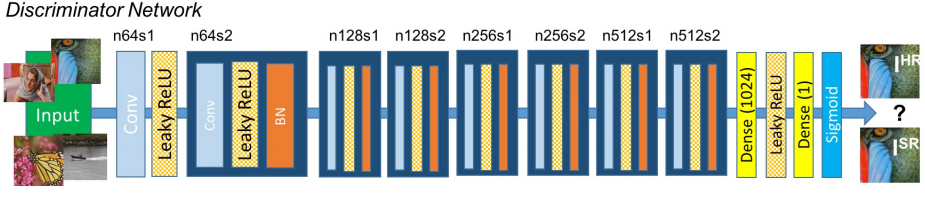 Discriminator Network
n64s1 n64s2 n128s1 n128s2 n256s1 n256s2 n512s1 n512s2
Input
Conv
Leaky ReLU
Conv
Leaky ReLU
BN
Dense (1024)
Leaky ReLU
Dense (1)
Sigmoid
I^HR
?
I^SR